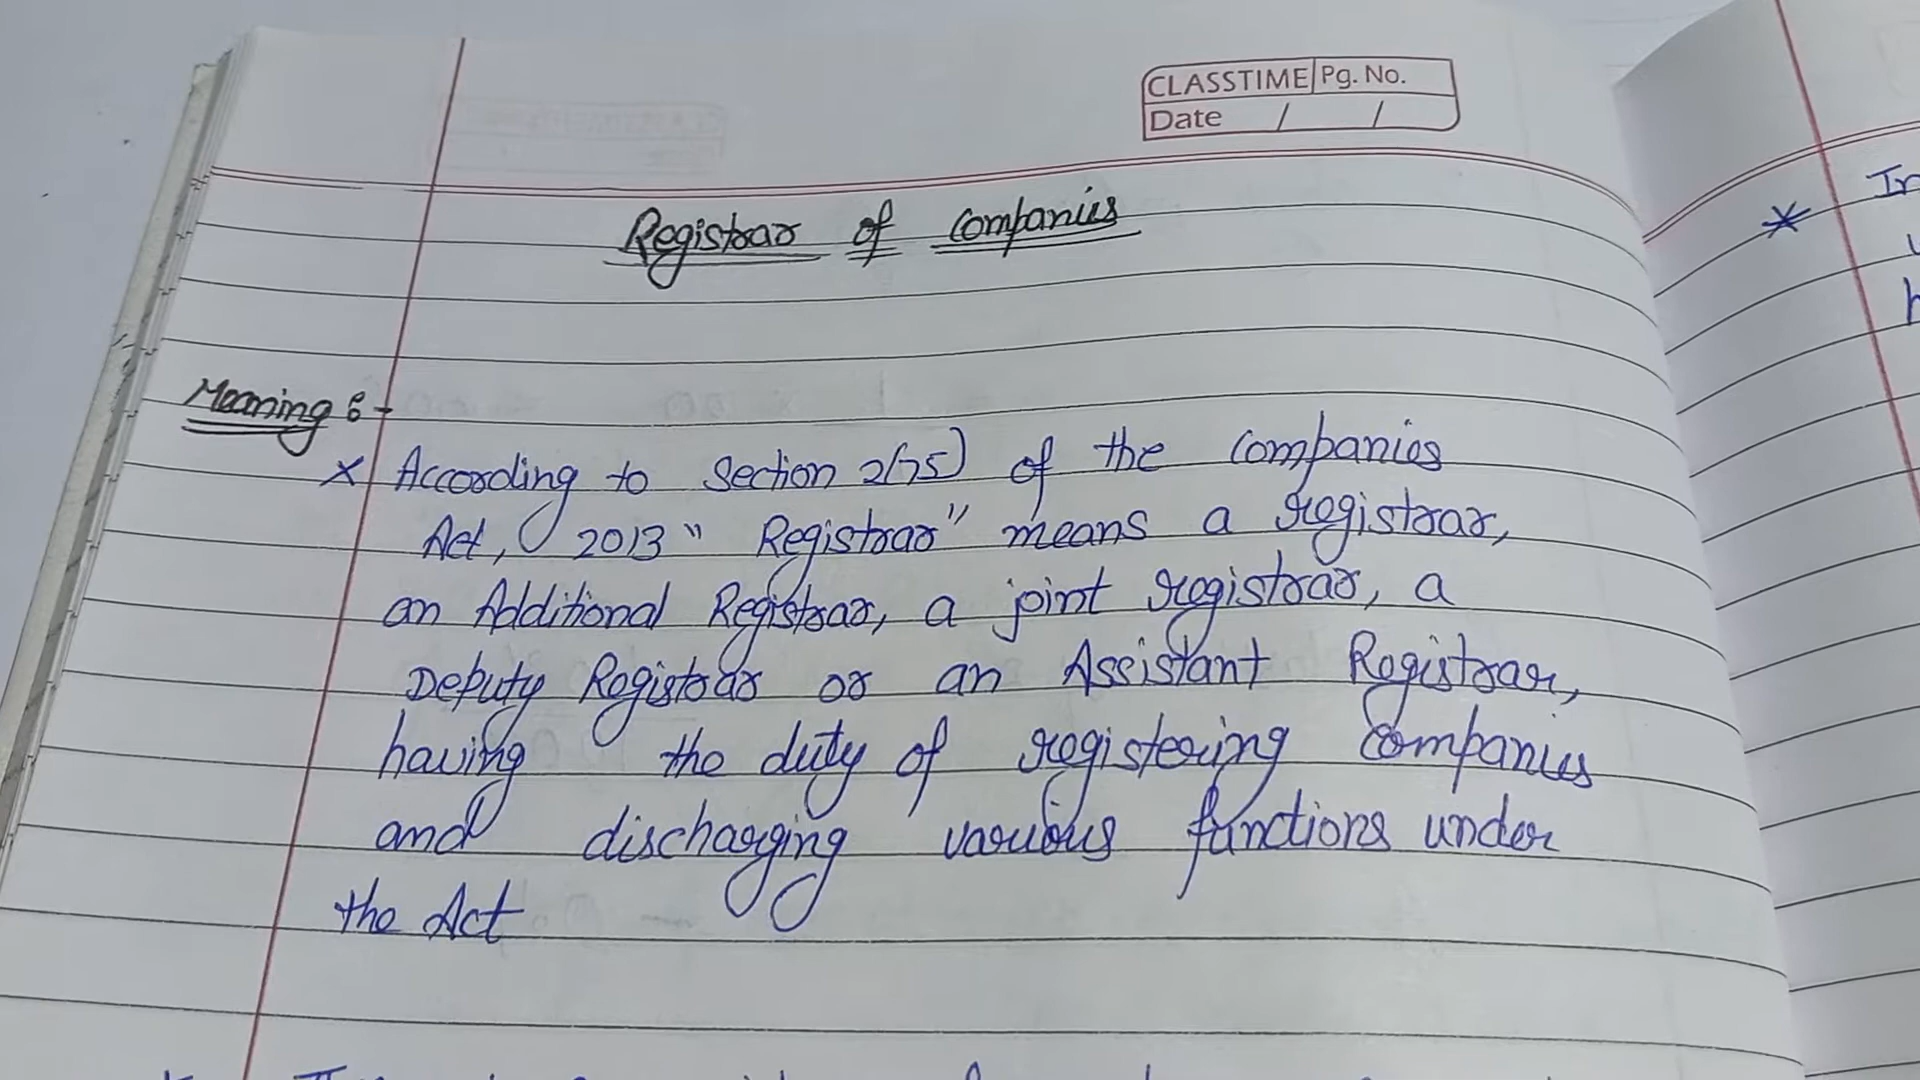 CLASSTIME Pg. No.
Date / /
Registrar of Companies
Meaning :-
x According to Section 2(75) of the Companies
Act, 2013 " Registrar" means a registrar,
an Additional Registrar, a joint registrar, a
Deputy Registrar or an Assistant Registrar,
having the duty of registering Companies
and discharging various functions under
the Act